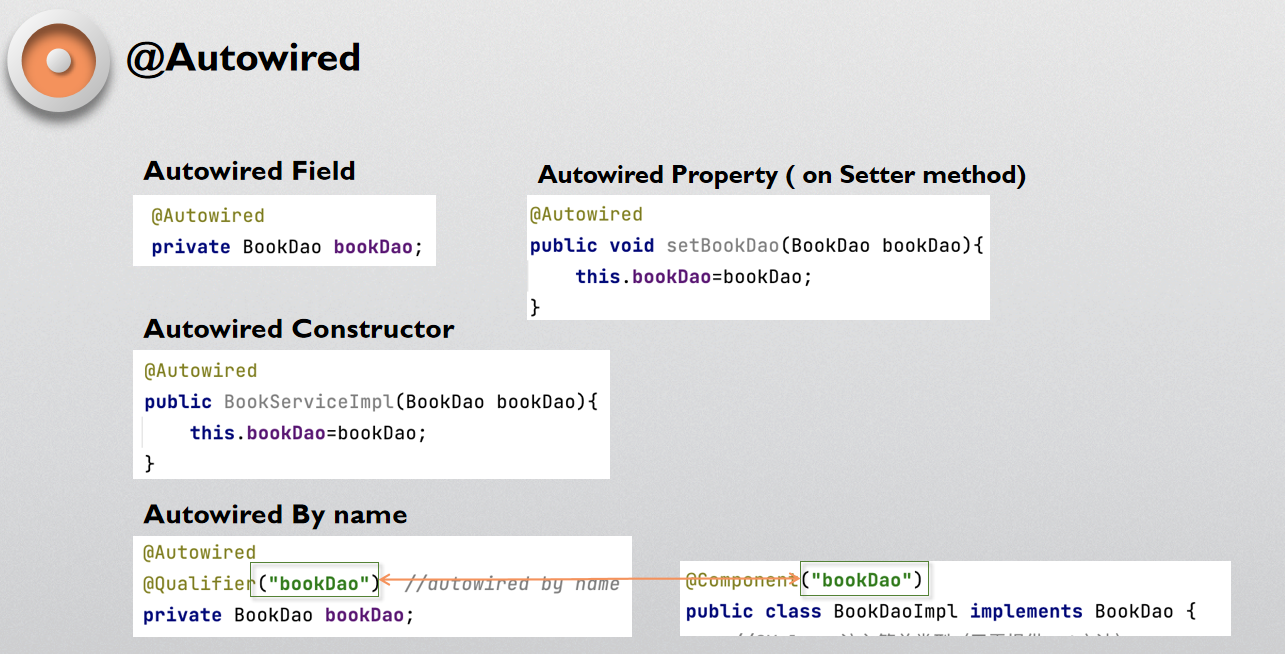 @Autowired
Autowired Field
@Autowired
private BookDao bookDao;
Autowired Property ( on Setter method)
@Autowired
public void setBookDao(BookDao bookDao){
this.bookDao=bookDao;
}
Autowired Constructor
@Autowired
public BookServiceImpl(BookDao bookDao){
this.bookDao=bookDao;
}
Autowired By name
@Autowired
@Qualifier("bookDao") //autowired by name
private BookDao bookDao;
@Component("bookDao")
public class BookDaoImpl implements BookDao {